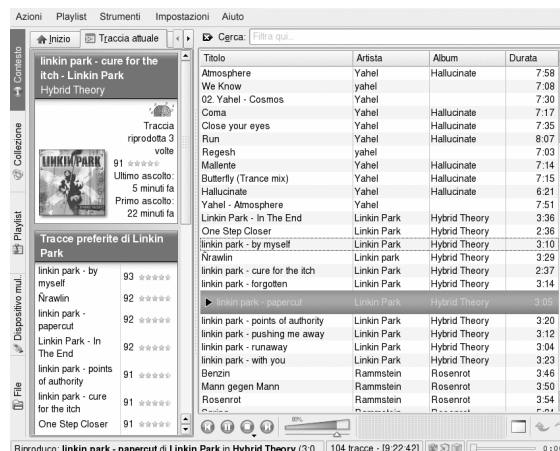 Azioni Playlist Strumenti Impostazioni Aiuto
Contesto
Collezione
Playlist
Dispositivo mul..
File
Inizio Traccia attuale
linkin park - cure for the
itch - Linkin Park
Hybrid Theory
Traccia
riprodotta 3
volte
91
Ultimo ascolto:
5 minuti fa
Primo ascolto:
22 minuti fa
LINKIN PARK
Tracce preferite di Linkin
Park
linkin park - by
myself 93
Ñrawlin 92
linkin park -
papercut 92
Linkin Park - In
The End 92
linkin park - points
of authority 91
linkin park - cure
for the itch 91
One Step Closer 91
Cerca: Filtra qui...
Titolo Artista Album Durata
Atmosphere Yahel Hallucinate 7:58
We Know yahel 7:08
02. Yahel - Cosmos Yahel 7:30
Coma Yahel Hallucinate 7:17
Close your eyes Yahel Hallucinate 7:35
Run Yahel Hallucinate 8:07
Regesh yahel 7:03
Mallente Yahel Hallucinate 7:14
Butterfly (Trance mix) Yahel Hallucinate 7:15
Hallucinate Yahel Hallucinate 6:21
Yahel - Atmosphere Yahel 7:51
Linkin Park - In The End Linkin Park Hybrid Theory 3:36
One Step Closer Linkin Park Hybrid Theory 2:36
linkin park - by myself Linkin Park Hybrid Theory 3:10
Ñrawlin Linkin park Hybrid Theory 3:29
linkin park - cure for the itch Linkin Park Hybrid Theory 2:37
linkin park - forgotten Linkin Park Hybrid Theory 3:14
linkin park - papercut Linkin Park Hybrid Theory 3:05
linkin park - points of authority Linkin Park Hybrid Theory 3:20
linkin park - pushing me away Linkin Park Hybrid Theory 3:12
linkin park - runaway Linkin Park Hybrid Theory 3:04
linkin park - with you Linkin Park Hybrid Theory 3:23
Benzin Rammstein Rosenrot 3:46
Mann gegen Mann Rammstein Rosenrot 3:50
Rosenrot Rammstein Rosenrot 3:54
80%
Riproduco: linkin park - papercut di Linkin Park in Hybrid Theory (3:0 104 tracce - [9:22:42]